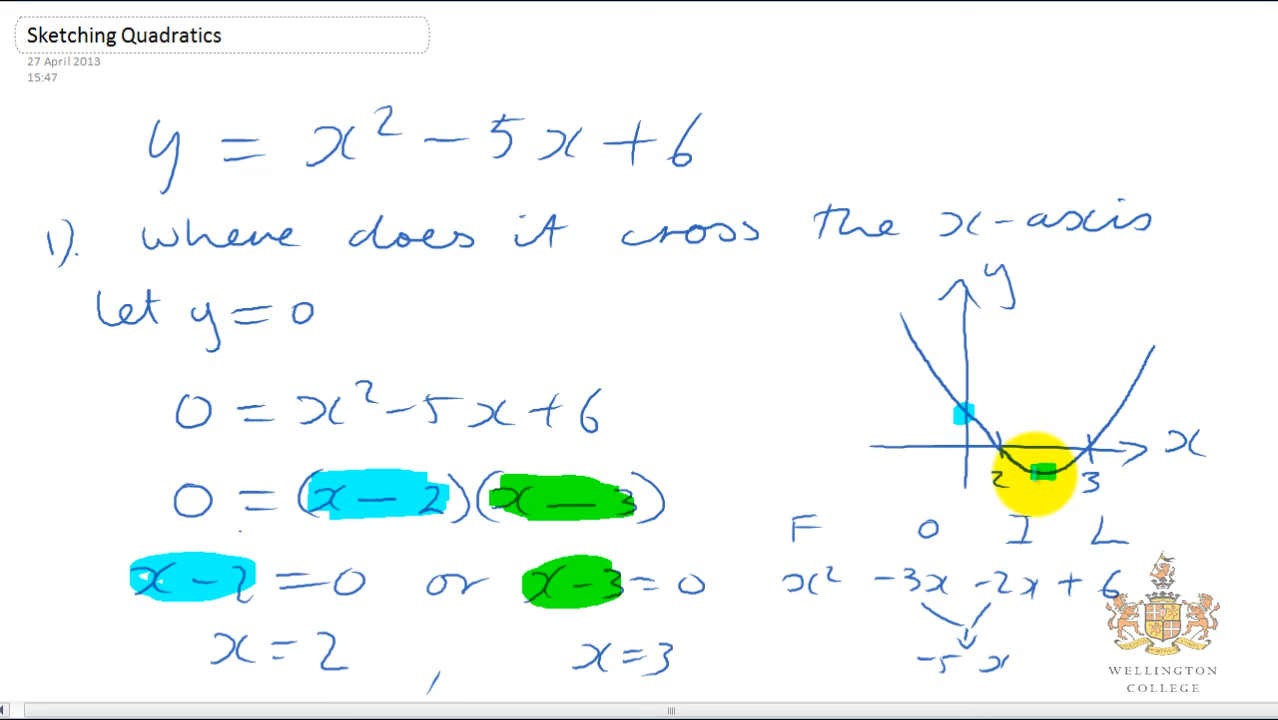 Sketching Quadratics
27 April 2013
15:47
y = x² - 5x + 6
1). where does it cross the x-axis
let y = 0
y
0 = x² - 5x + 6
x
2 3
0 = (x - 2)(x - 3)
F O I L
x - 2 = 0 or x - 3 = 0
x² - 3x - 2x + 6
x = 2 , x = 3
-5x
WELLINGTON
COLLEGE